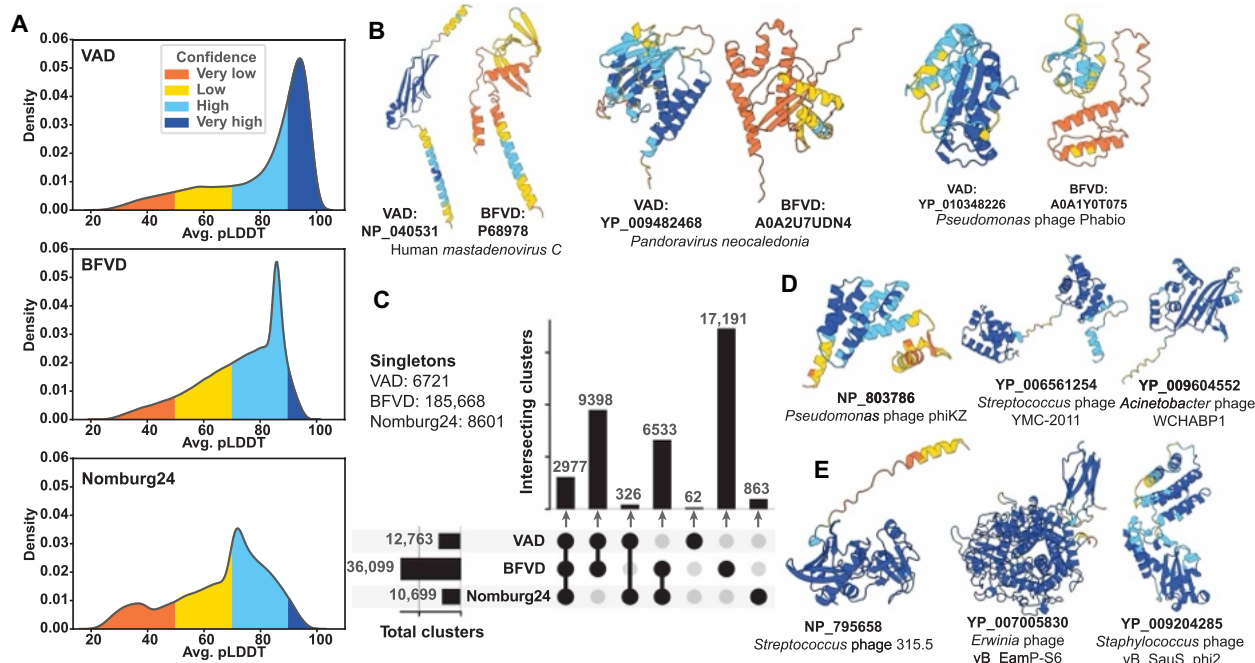 A
VAD
Confidence
Very low
Low
High
Very high
Density
0.06
0.05
0.04
0.03
0.02
0.01
0.00
20 40 60 80 100
Avg. pLDDT
BFVD
Density
0.06
0.05
0.04
0.03
0.02
0.01
0.00
20 40 60 80 100
Avg. pLDDT
Nomburg24
Density
0.06
0.05
0.04
0.03
0.02
0.01
0.00
20 40 60 80 100
Avg. pLDDT
B
VAD:
NP_040531
BFVD:
P68978
Human mastadenovirus C
VAD:
YP_009482468
BFVD:
A0A2U7UDN4
Pandoravirus neocaledonia
VAD:
YP_010348226
BFVD:
A0A1Y0T075
Pseudomonas phage Phabio
C
Singletons
VAD: 6721
BFVD: 185,668
Nomburg24: 8601
Intersecting clusters
2977
9398
326
6533
62
17,191
863
12,763 VAD
36,099 BFVD
10,699 Nomburg24
Total clusters
D
NP_803786
Pseudomonas phage phiKZ
YP_006561254
Streptococcus phage
YMC-2011
YP_009604552
Acinetobacter phage
WCHABP1
E
NP_795658
Streptococcus phage 315.5
YP_007005830
Erwinia phage
vB_EamP-S6
YP_009204285
Staphylococcus phage
vB_SauS_phi2